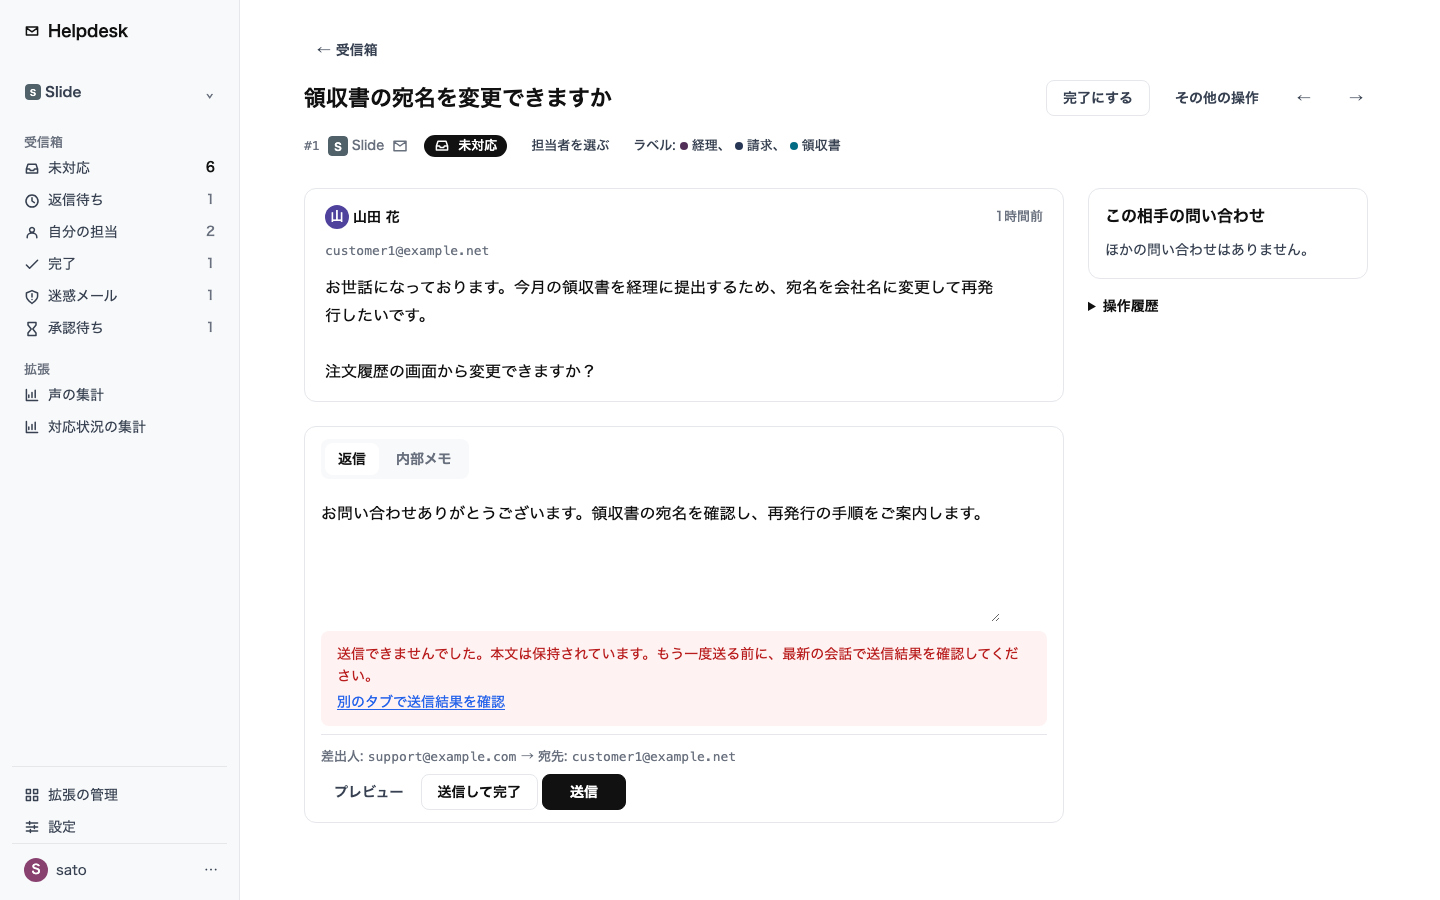 Helpdesk
S Slide
受信箱
未対応 6
返信待ち 1
自分の担当 2
完了 1
迷惑メール 1
承認待ち 1
拡張
声の集計
対応状況の集計
拡張の管理
設定
S sato …
← 受信箱
領収書の宛名を変更できますか
完了にする その他の操作 ← →
#1 S Slide 未対応 担当者を選ぶ ラベル: 経理、 請求、 領収書
山 山田 花 1時間前
customer1@example.net
お世話になっております。今月の領収書を経理に提出するため、宛名を会社名に変更して再発
行したいです。
注文履歴の画面から変更できますか？
返信 内部メモ
お問い合わせありがとうございます。領収書の宛名を確認し、再発行の手順をご案内します。
送信できませんでした。本文は保持されています。もう一度送る前に、最新の会話で送信結果を確認してくだ
さい。
別のタブで送信結果を確認
差出人: support@example.com → 宛先: customer1@example.net
プレビュー 送信して完了 送信
この相手の問い合わせ
ほかの問い合わせはありません。
▶ 操作履歴